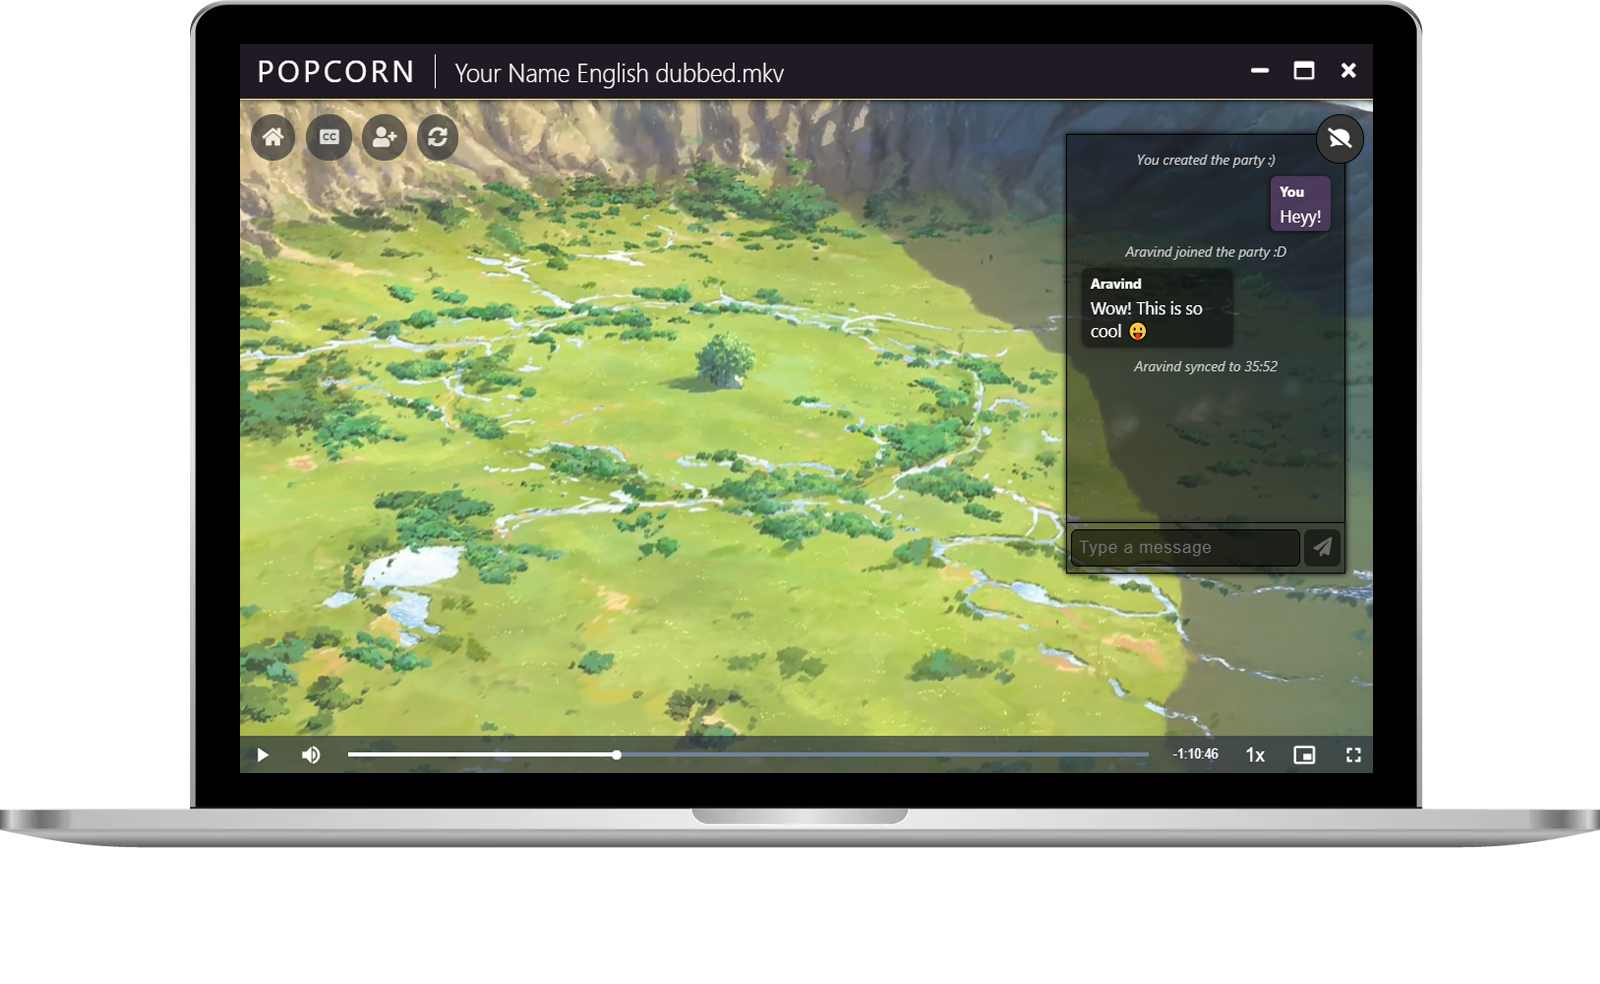 POPCORN
Your Name English dubbed.mkv
CC
You created the party :)
You
Heyy!
Aravind joined the party :D
Aravind
Wow! This is so
cool 😛
Aravind synced to 35:52
Type a message
-1:10:46
1x